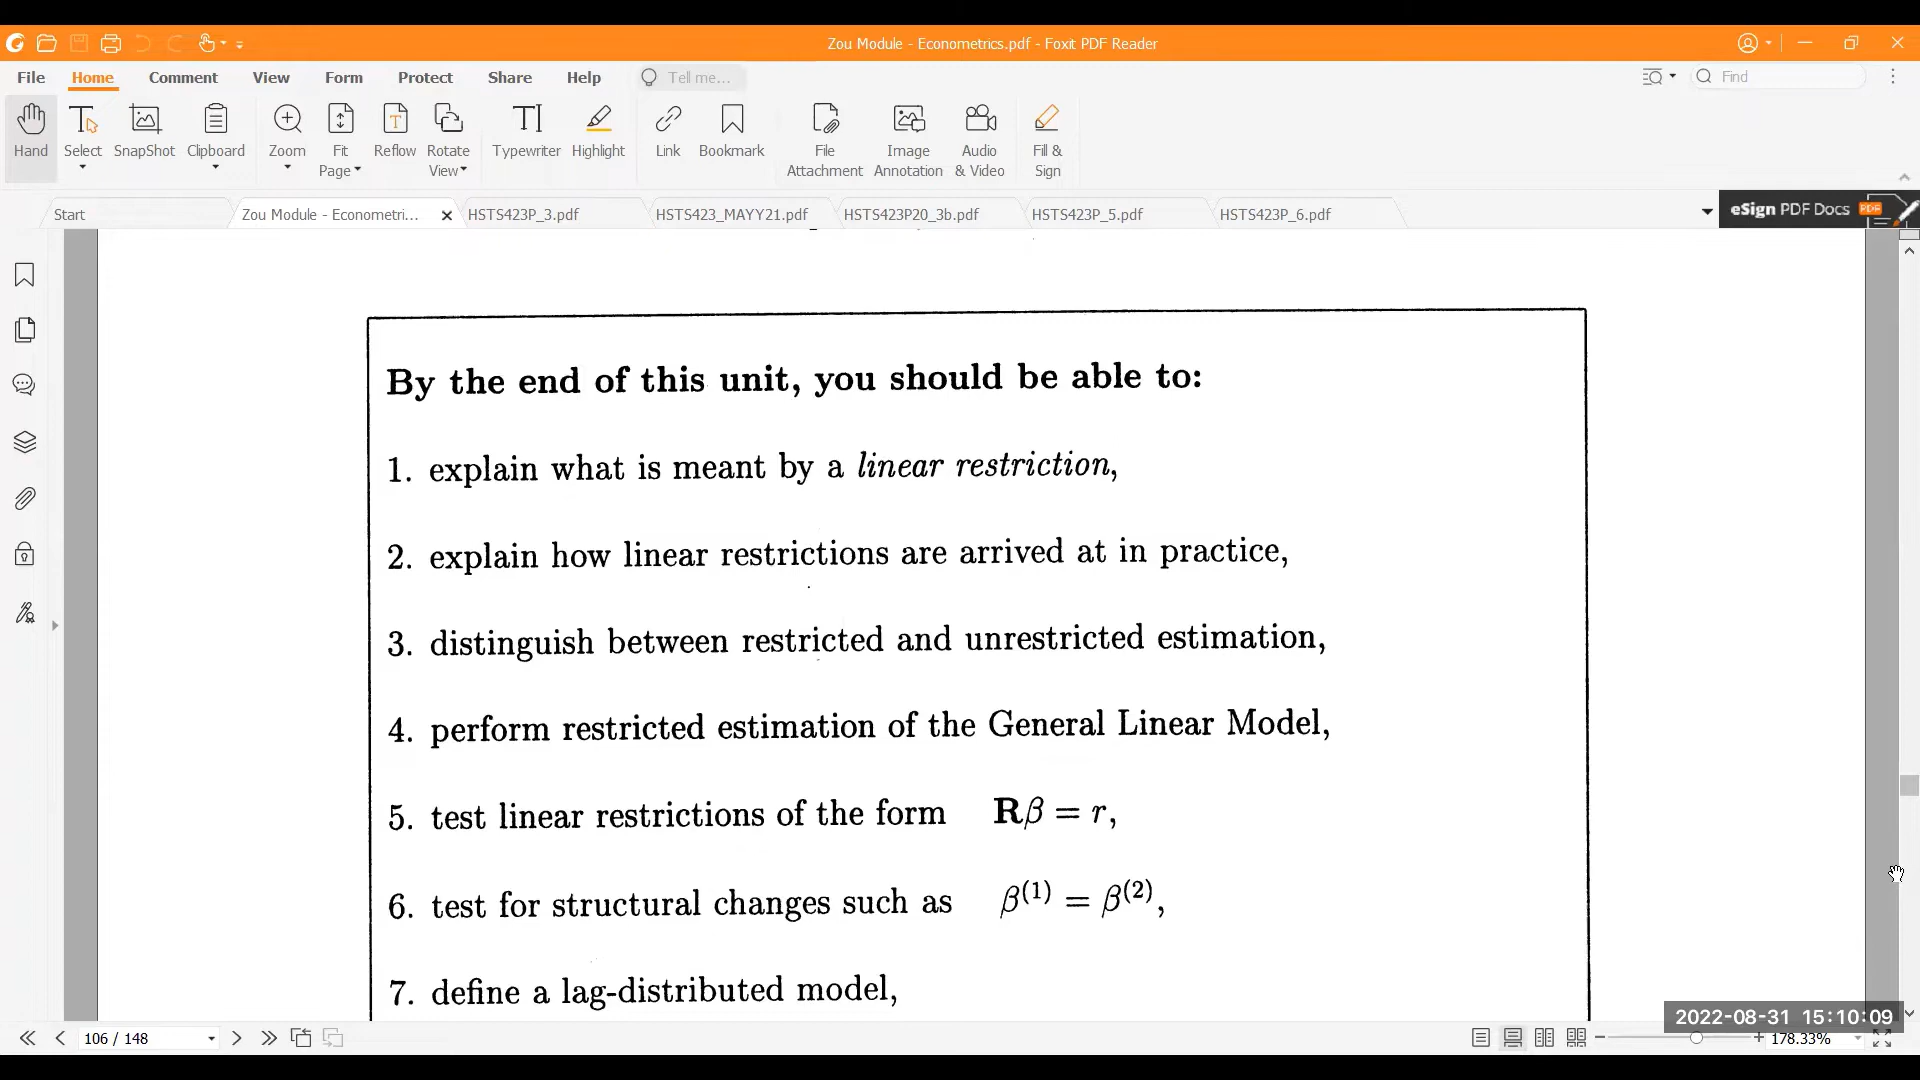 Zou Module - Econometrics.pdf - Foxit PDF Reader
File Home Comment View Form Protect Share Help Tell me... Find
Hand Select SnapShot Clipboard Zoom Fit Page Reflow Rotate View Typewriter Highlight Link Bookmark File Attachment Image Annotation Audio & Video Fill & Sign
Start Zou Module - Econometri... HSTS423P_3.pdf HSTS423_MAYY21.pdf HSTS423P20_3b.pdf HSTS423P_5.pdf HSTS423P_6.pdf eSign PDF Docs PDF
By the end of this unit, you should be able to:
1. explain what is meant by a linear restriction,
2. explain how linear restrictions are arrived at in practice,
3. distinguish between restricted and unrestricted estimation,
4. perform restricted estimation of the General Linear Model,
5. test linear restrictions of the form Rβ = r,
6. test for structural changes such as β⁽¹⁾ = β⁽²⁾,
7. define a lag-distributed model,
2022-08-31 15:10:09
106 / 148 178.33%